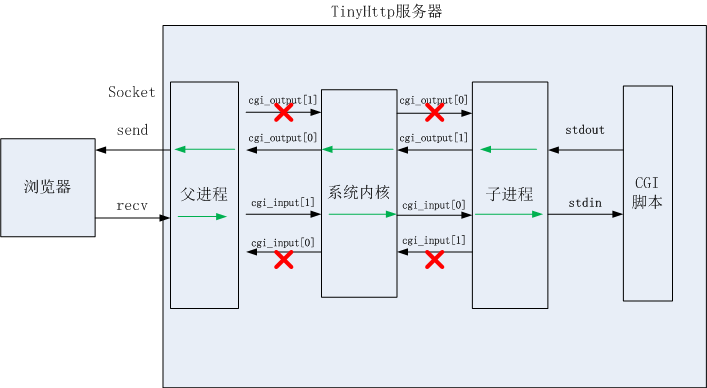 TinyHttp服务器
Socket
send
recv
浏览器
父进程
cgi_output[1]
cgi_output[0]
cgi_input[1]
cgi_input[0]
系统内核
cgi_output[0]
cgi_output[1]
cgi_input[0]
cgi_input[1]
子进程
stdout
stdin
CGI
脚本